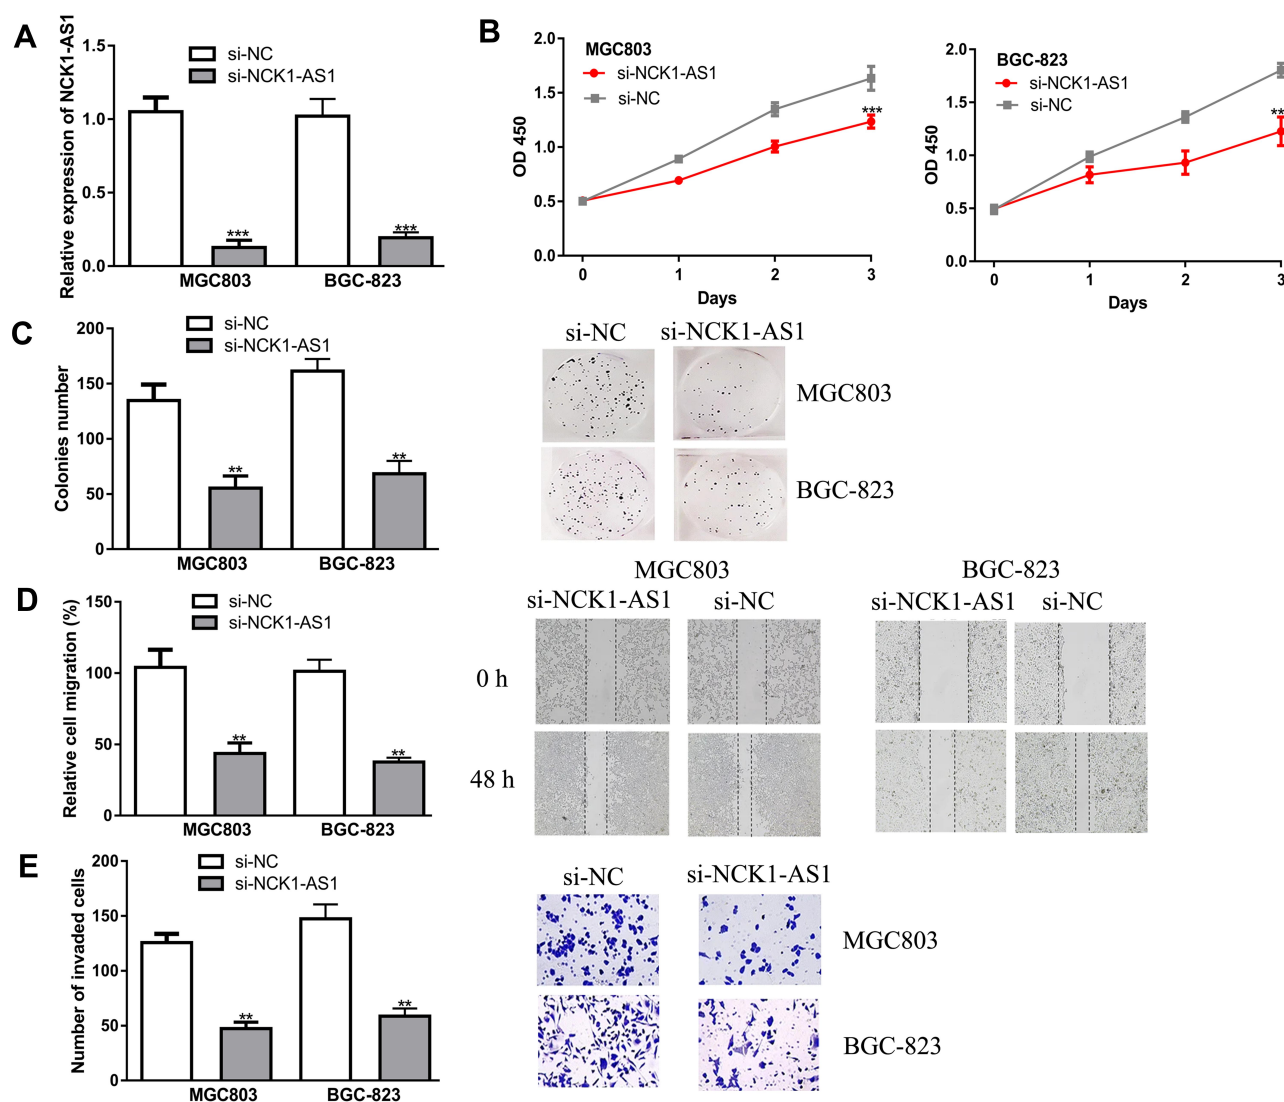 A
Relative expression of NCK1-AS1
1.5
1.0
0.5
0.0
si-NC
si-NCK1-AS1
***
***
MGC803
BGC-823
B
OD 450
2.0
1.5
1.0
0.5
0.0
MGC803
si-NCK1-AS1
si-NC
***
0
1
2
3
Days
OD 450
2.0
1.5
1.0
0.5
0.0
BGC-823
si-NCK1-AS1
si-NC
**
0
1
2
3
Days
C
Colonies number
200
150
100
50
0
si-NC
si-NCK1-AS1
**
**
MGC803
BGC-823
si-NC
si-NCK1-AS1
MGC803
BGC-823
D
Relative cell migration (%)
150
100
50
0
si-NC
si-NCK1-AS1
**
**
MGC803
BGC-823
MGC803
BGC-823
si-NCK1-AS1
si-NC
si-NCK1-AS1
si-NC
0 h
48 h
E
Number of invaded cells
200
150
100
50
0
si-NC
si-NCK1-AS1
**
**
MGC803
BGC-823
si-NC
si-NCK1-AS1
MGC803
BGC-823